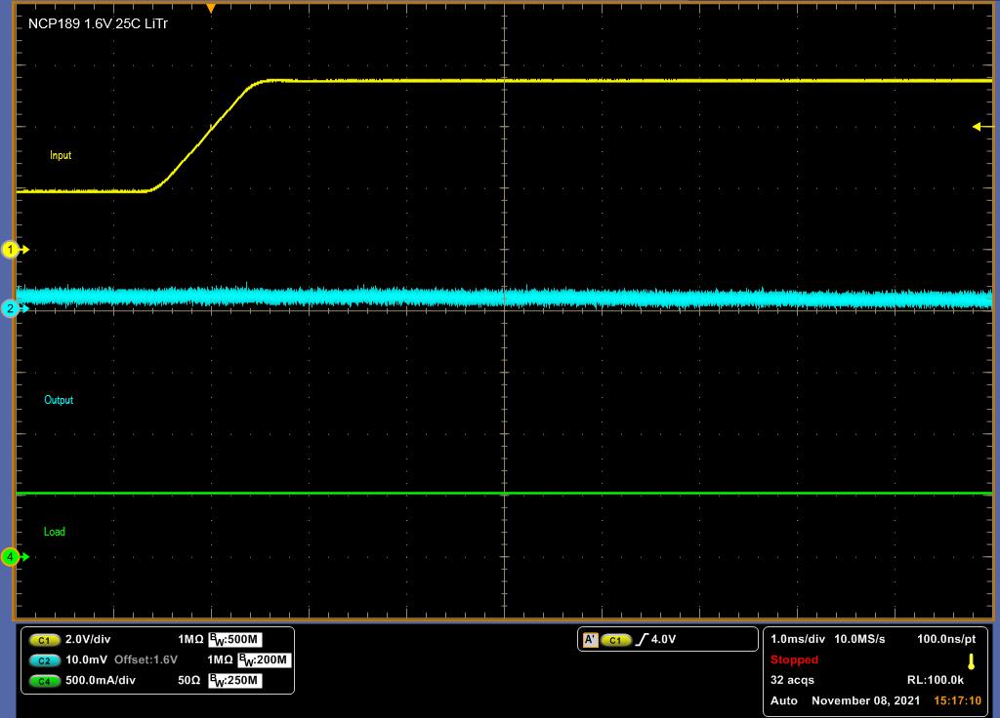 NCP189 1.6V 25C LiTr
Input
1
2
Output
Load
4
C1 2.0V/div 1MΩ BW:500M
C2 10.0mV Offset:1.6V 1MΩ BW:200M
C4 500.0mA/div 50Ω BW:250M
A' C1 4.0V
1.0ms/div 10.0MS/s 100.0ns/pt
Stopped
32 acqs RL:100.0k
Auto November 08, 2021 15:17:10